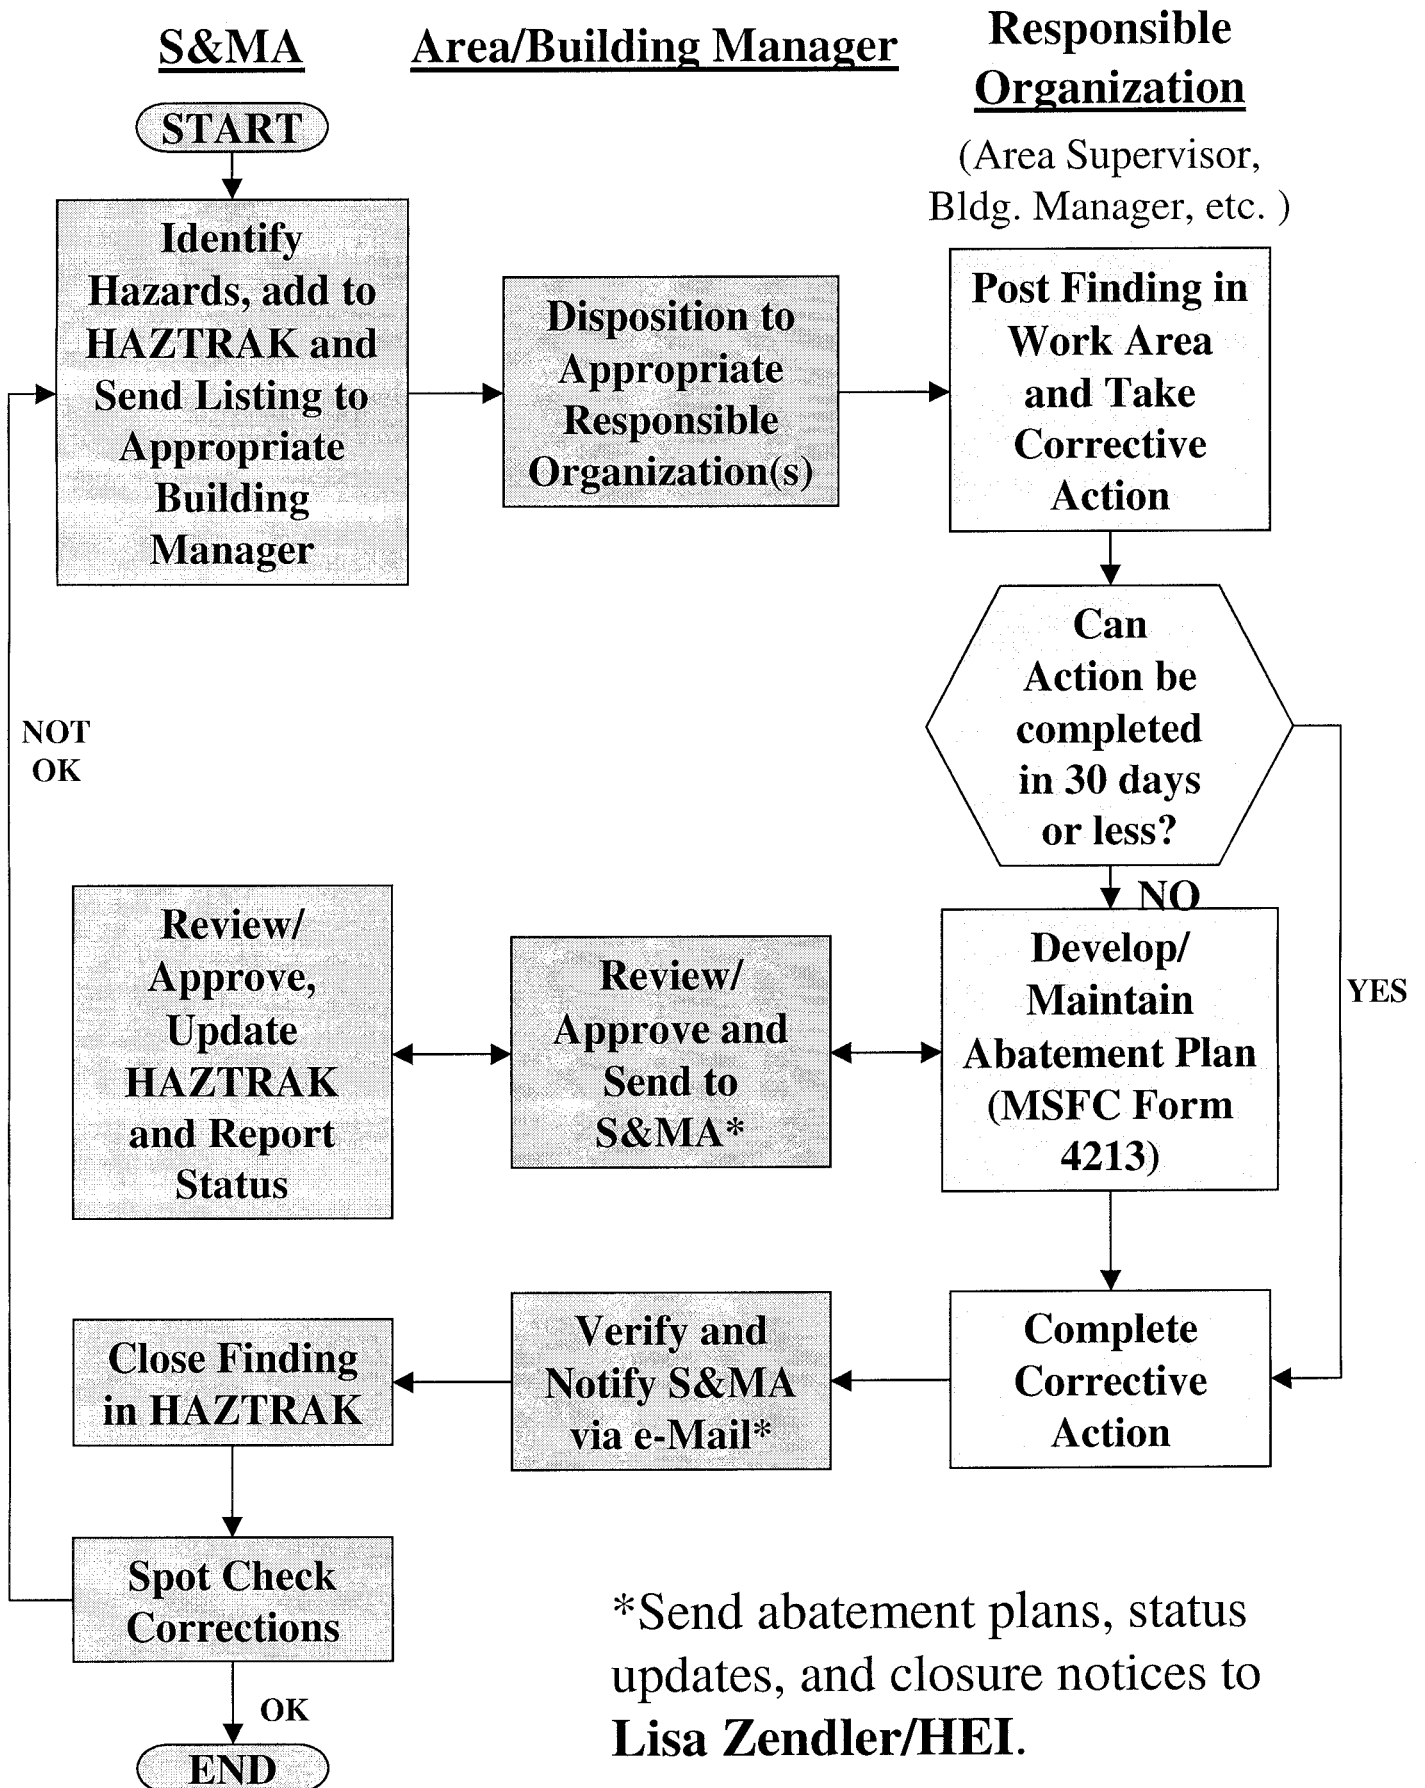 S&MA
Area/Building Manager
Responsible
Organization
(Area Supervisor,
Bldg. Manager, etc. )
START
Identify
Hazards, add to
HAZTRAK and
Send Listing to
Appropriate
Building
Manager
Disposition to
Appropriate
Responsible
Organization(s)
Post Finding in
Work Area
and Take
Corrective
Action
Can
Action be
completed
in 30 days
or less?
NOT
OK
NO
YES
Review/
Approve,
Update
HAZTRAK
and Report
Status
Review/
Approve and
Send to
S&MA*
Develop/
Maintain
Abatement Plan
(MSFC Form
4213)
Close Finding
in HAZTRAK
Verify and
Notify S&MA
via e-Mail*
Complete
Corrective
Action
Spot Check
Corrections
OK
END
*Send abatement plans, status
updates, and closure notices to
Lisa Zendler/HEI.